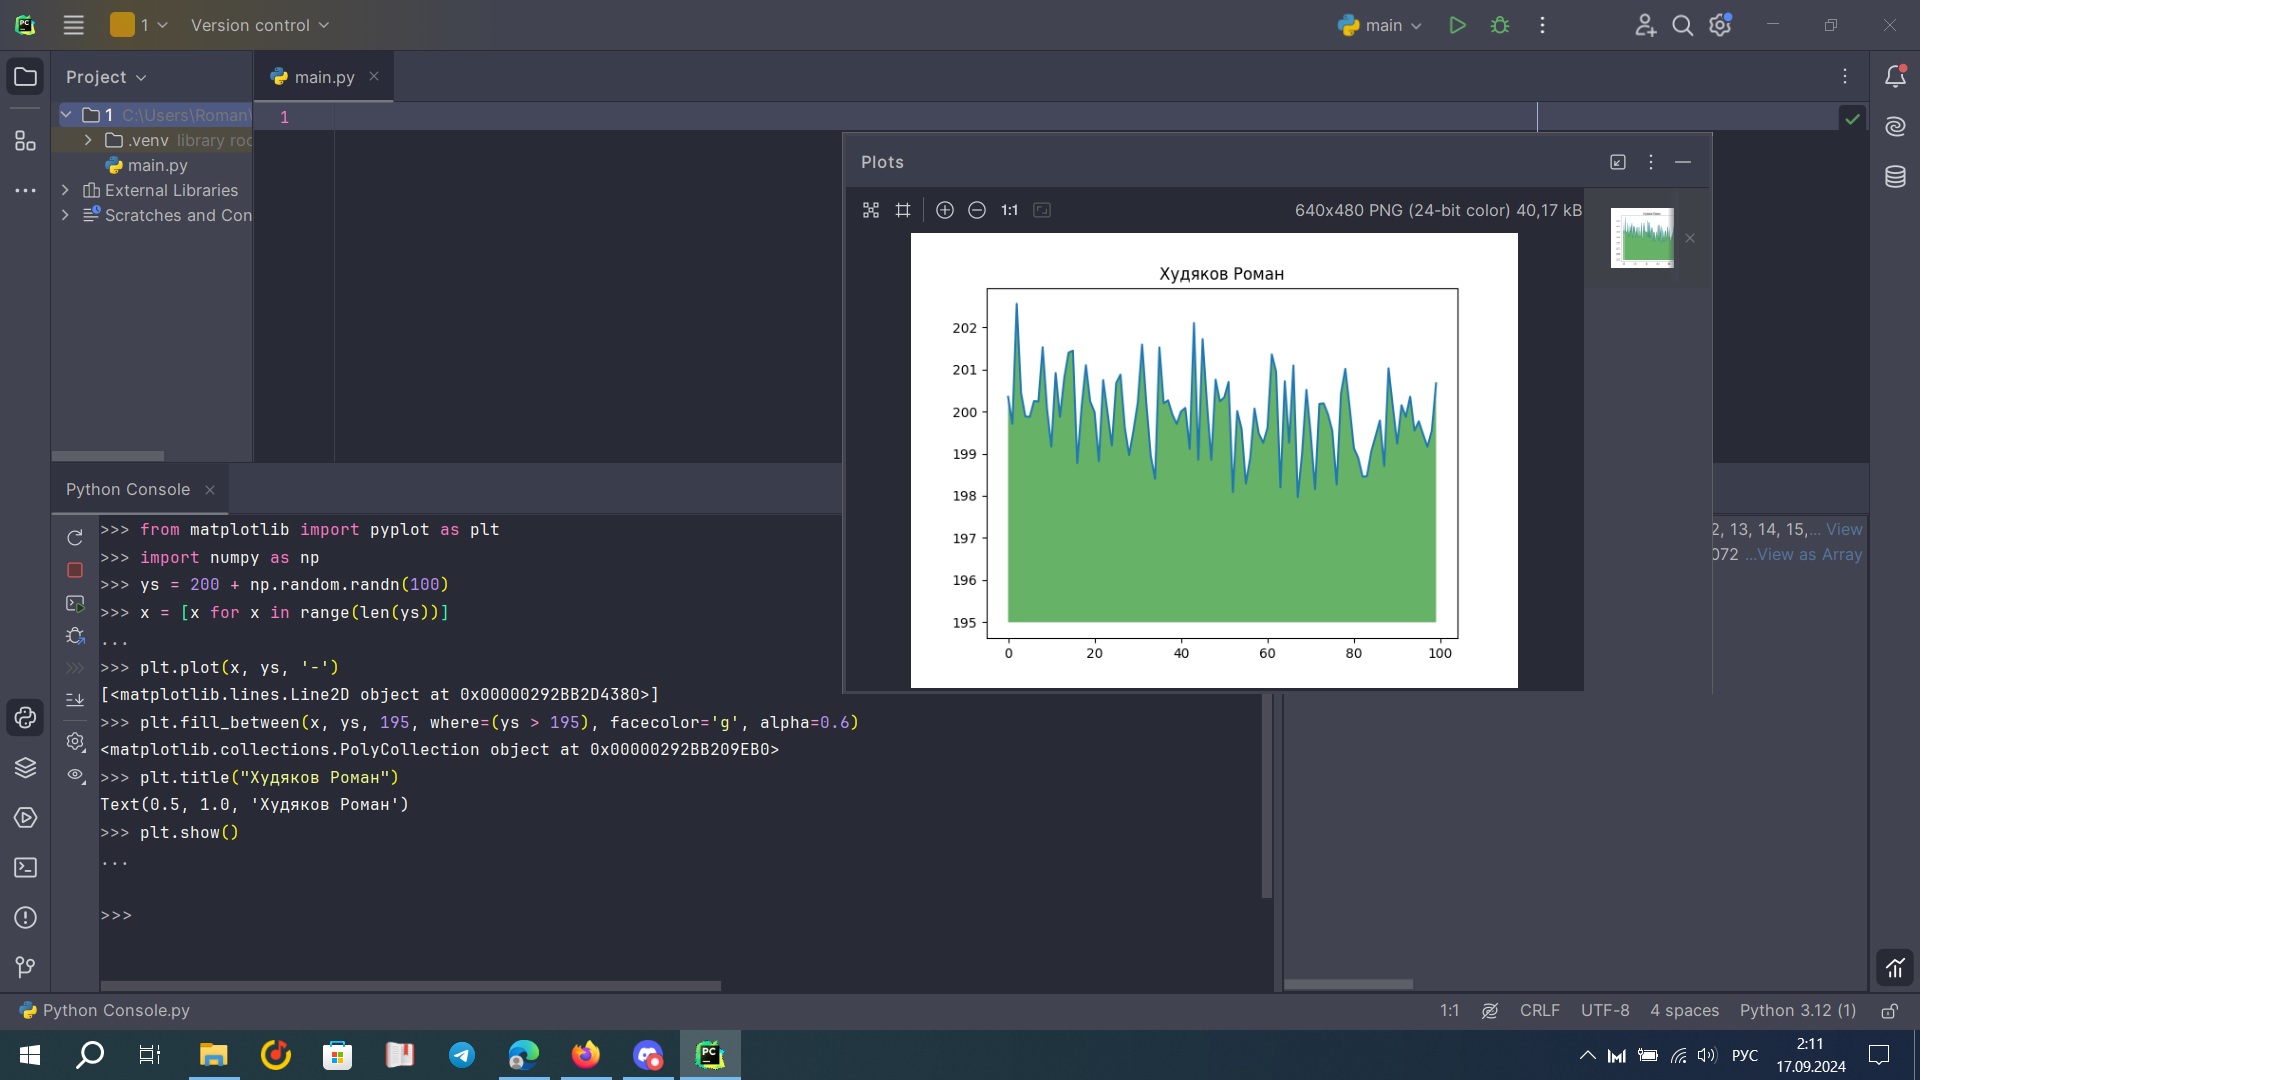 1
Version control
main
Project
main.py
1 C:\Users\Roman\
.venv library roo
main.py
External Libraries
Scratches and Con
1
Plots
1:1
640x480 PNG (24-bit color) 40,17 kB
Худяков Роман
202
201
200
199
198
197
196
195
0 20 40 60 80 100
Python Console
>>> from matplotlib import pyplot as plt
>>> import numpy as np
>>> ys = 200 + np.random.randn(100)
>>> x = [x for x in range(len(ys))]
...
>>> plt.plot(x, ys, '-')
[<matplotlib.lines.Line2D object at 0x00000292BB2D4380>]
>>> plt.fill_between(x, ys, 195, where=(ys > 195), facecolor='g', alpha=0.6)
<matplotlib.collections.PolyCollection object at 0x00000292BB209EB0>
>>> plt.title("Худяков Роман")
Text(0.5, 1.0, 'Худяков Роман')
>>> plt.show()
...
>>>
2, 13, 14, 15,... View
072 ...View as Array
Python Console.py
1:1 CRLF UTF-8 4 spaces Python 3.12 (1)
РУС
2:11
17.09.2024